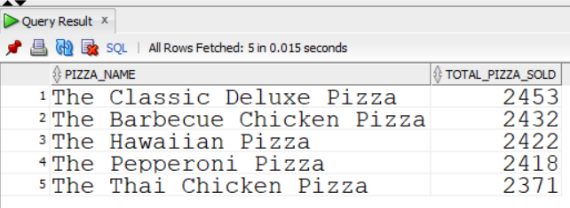 Query Result x
SQL | All Rows Fetched: 5 in 0.015 seconds
PIZZA_NAME TOTAL_PIZZA_SOLD
1 The Classic Deluxe Pizza 2453
2 The Barbecue Chicken Pizza 2432
3 The Hawaiian Pizza 2422
4 The Pepperoni Pizza 2418
5 The Thai Chicken Pizza 2371